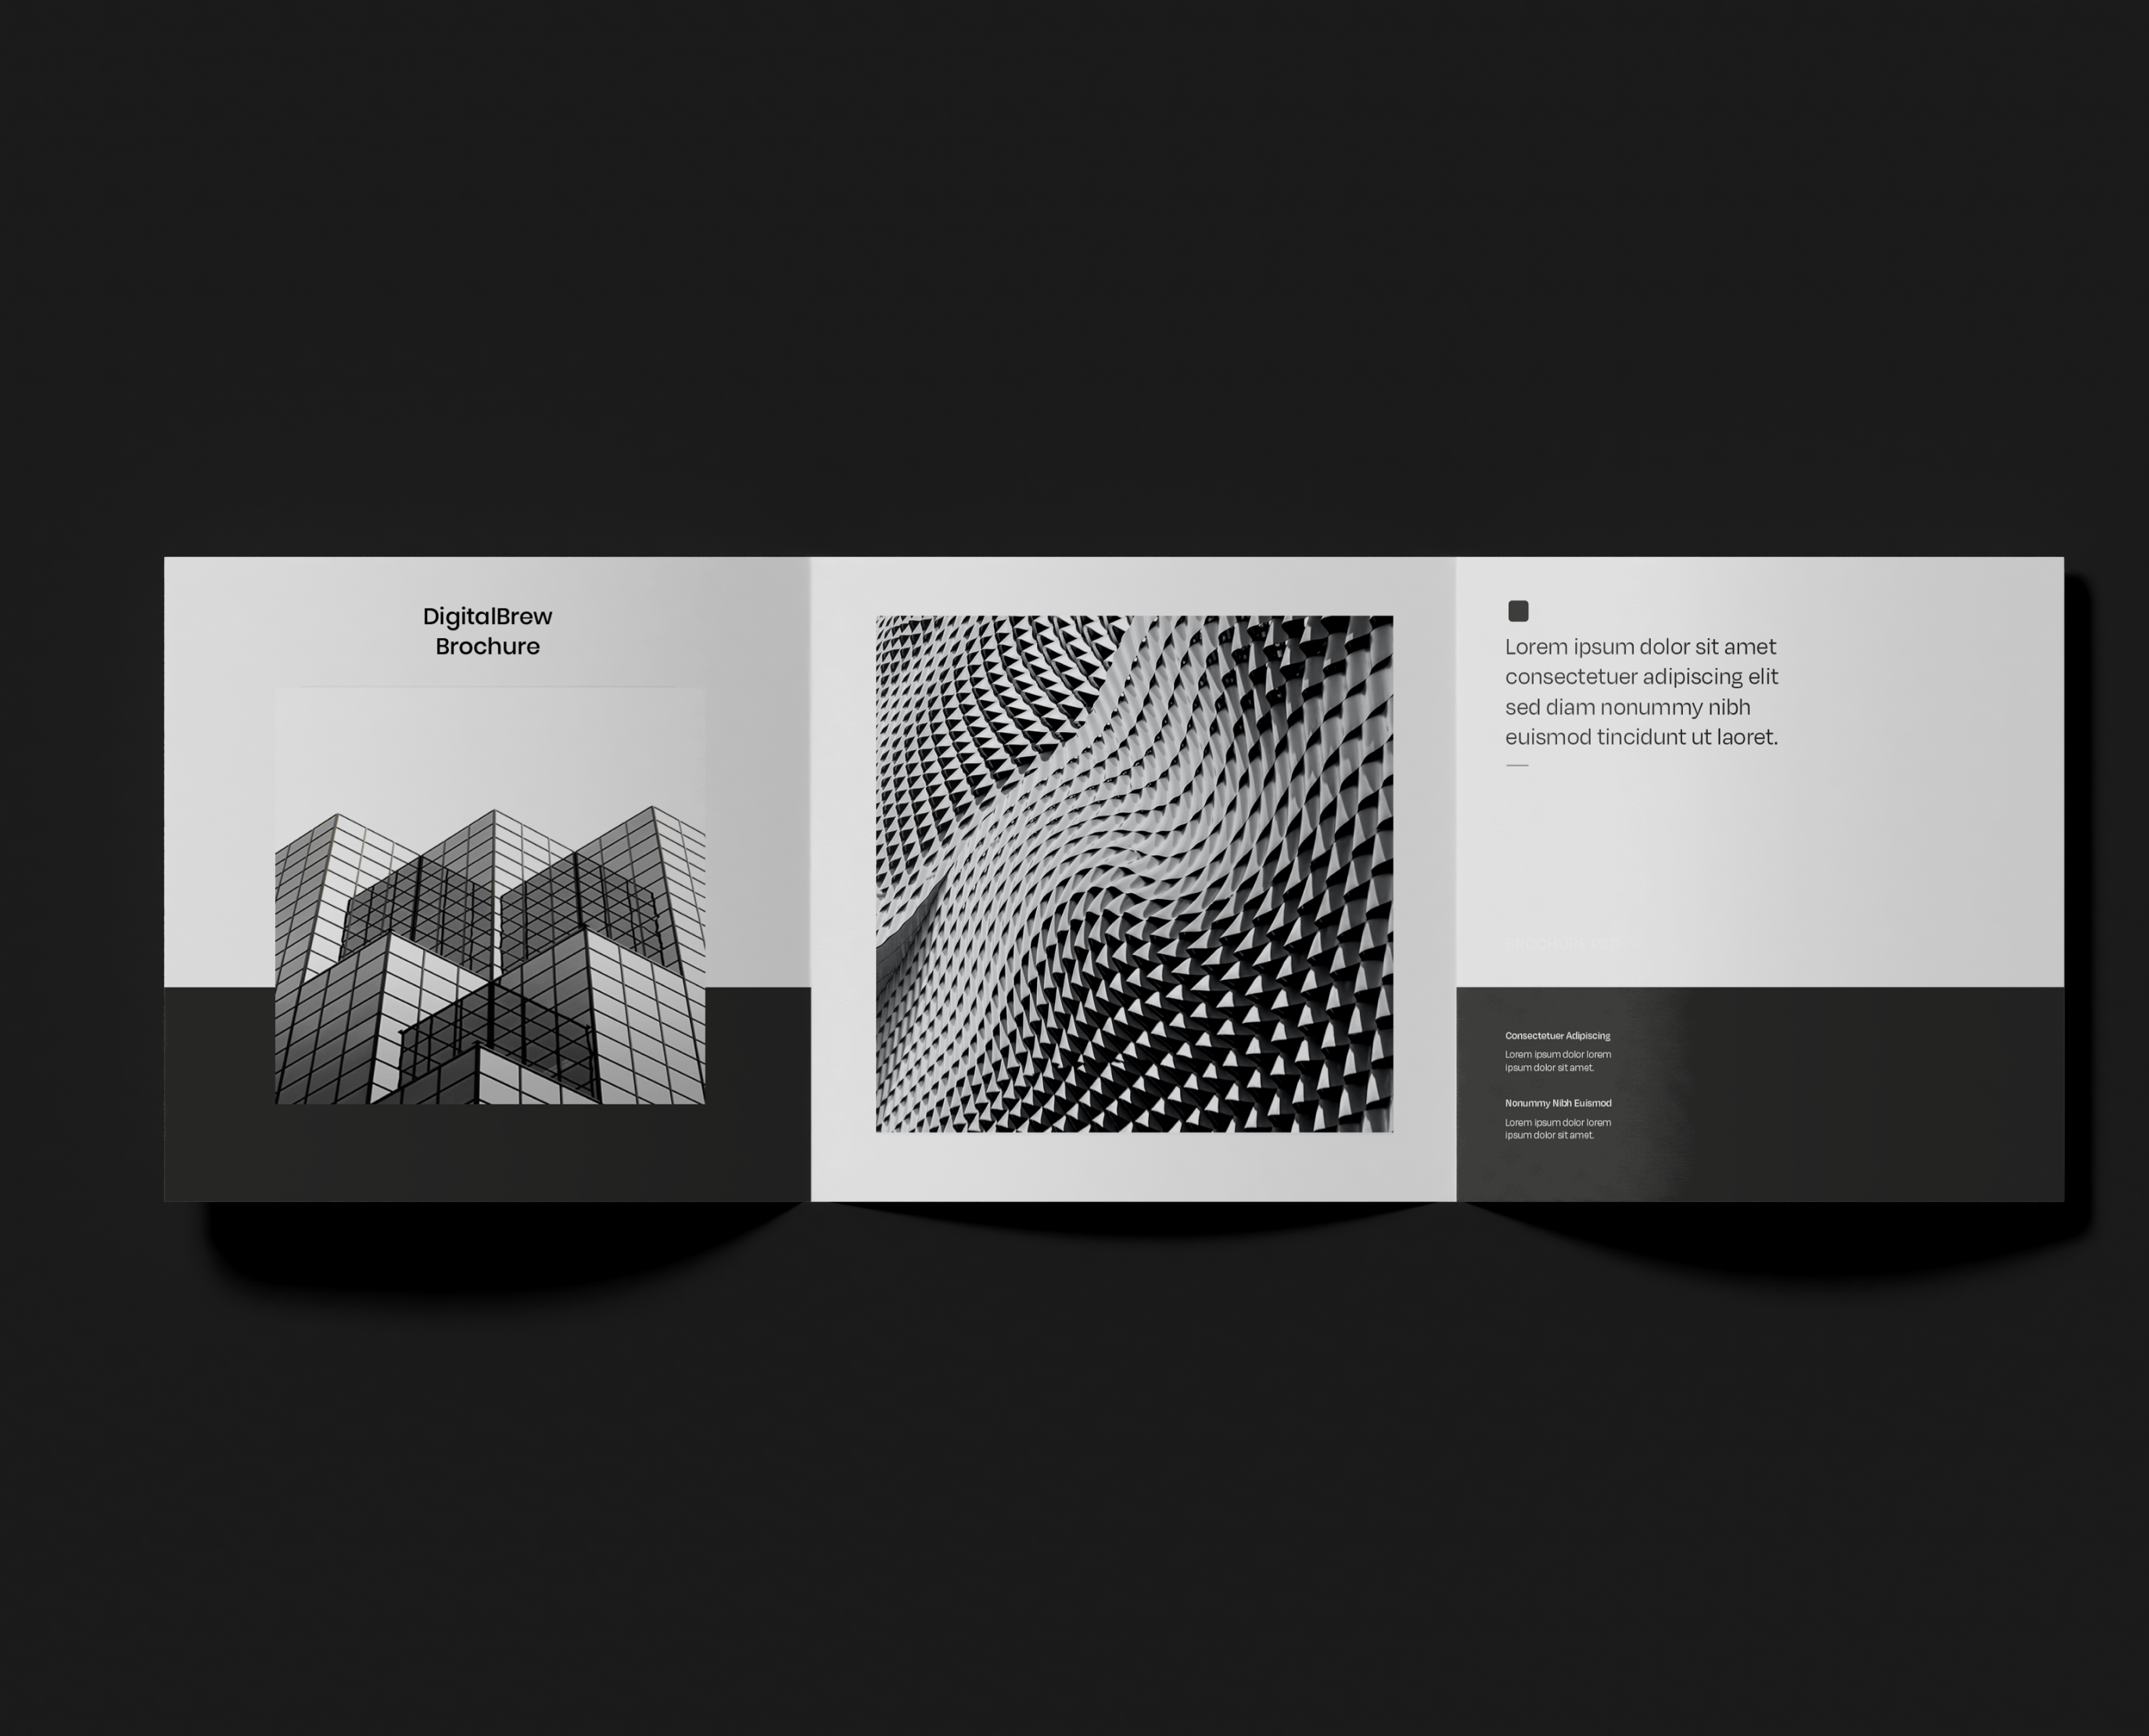 DigitalBrew
Brochure
Lorem ipsum dolor sit amet
consectetuer adipiscing elit
sed diam nonummy nibh
euismod tincidunt ut laoret.
Consectetuer Adipiscing
Lorem ipsum dolor lorem
ipsum dolor sit amet.
Nonummy Nibh Euismod
Lorem ipsum dolor lorem
ipsum dolor sit amet.